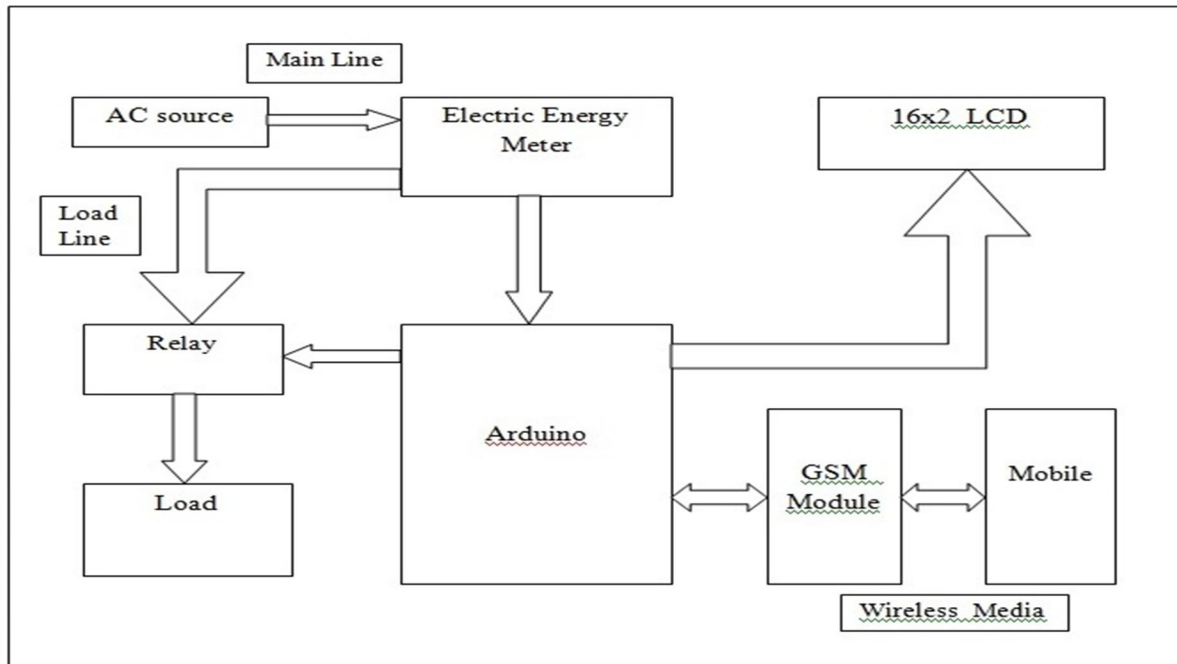 Main Line
AC source
Electric Energy
Meter
16x2 LCD
Load
Line
Relay
Arduino
Load
GSM
Module
Mobile
Wireless Media